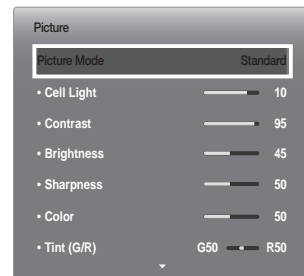 Picture
Picture Mode Standard
• Cell Light 10
• Contrast 95
• Brightness 45
• Sharpness 50
• Color 50
• Tint (G/R) G50 R50